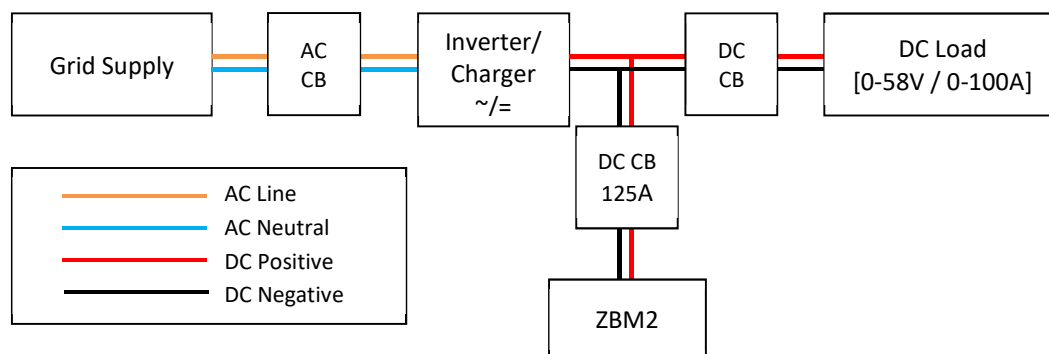 Grid Supply
AC
CB
Inverter/
Charger
~/=
DC
CB
DC Load
[0-58V / 0-100A]
DC CB
125A
AC Line
AC Neutral
DC Positive
DC Negative
ZBM2